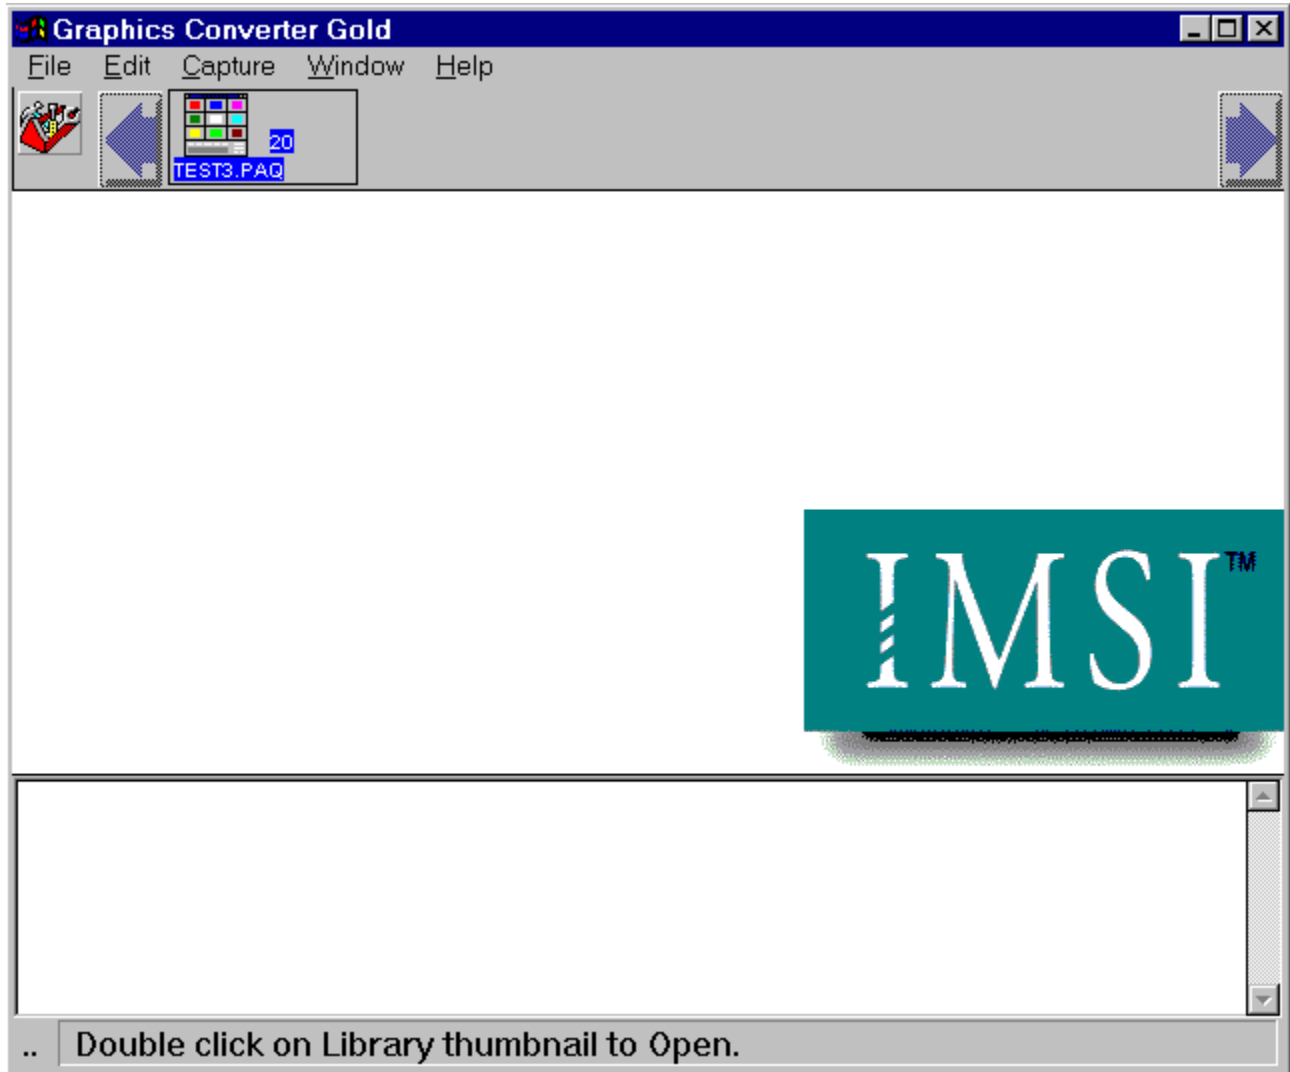 Graphics Converter Gold
File Edit Capture Window Help
20
TEST3.PAQ
IMSI™
.. Double click on Library thumbnail to Open.